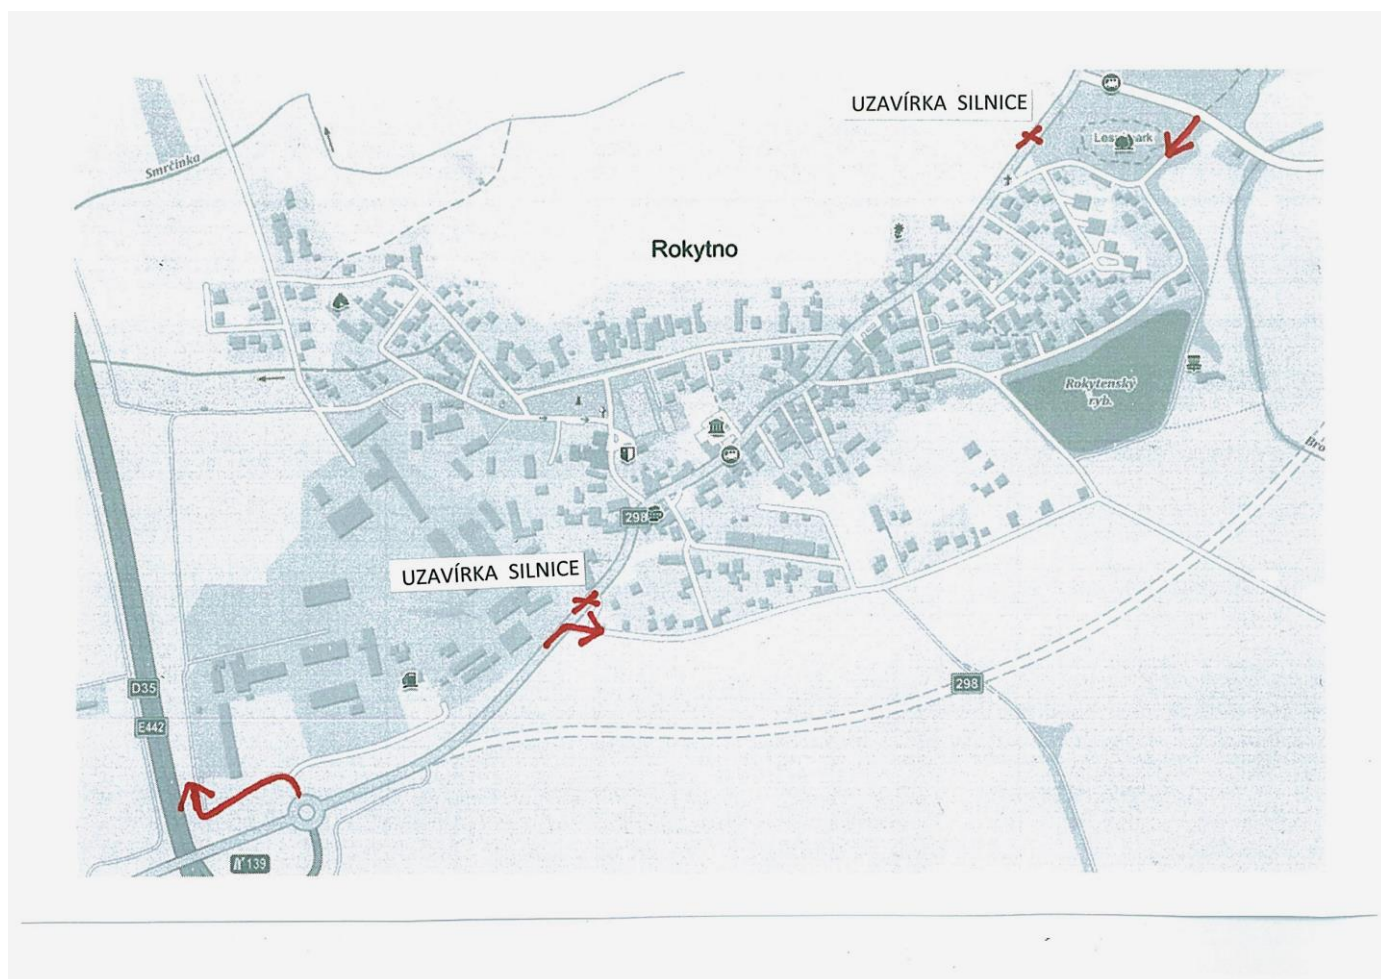 UZAVÍRKA SILNICE
Smrčinka
Rokytno
Rokytenský
ryb.
298
UZAVÍRKA SILNICE
D35
298
E442
139